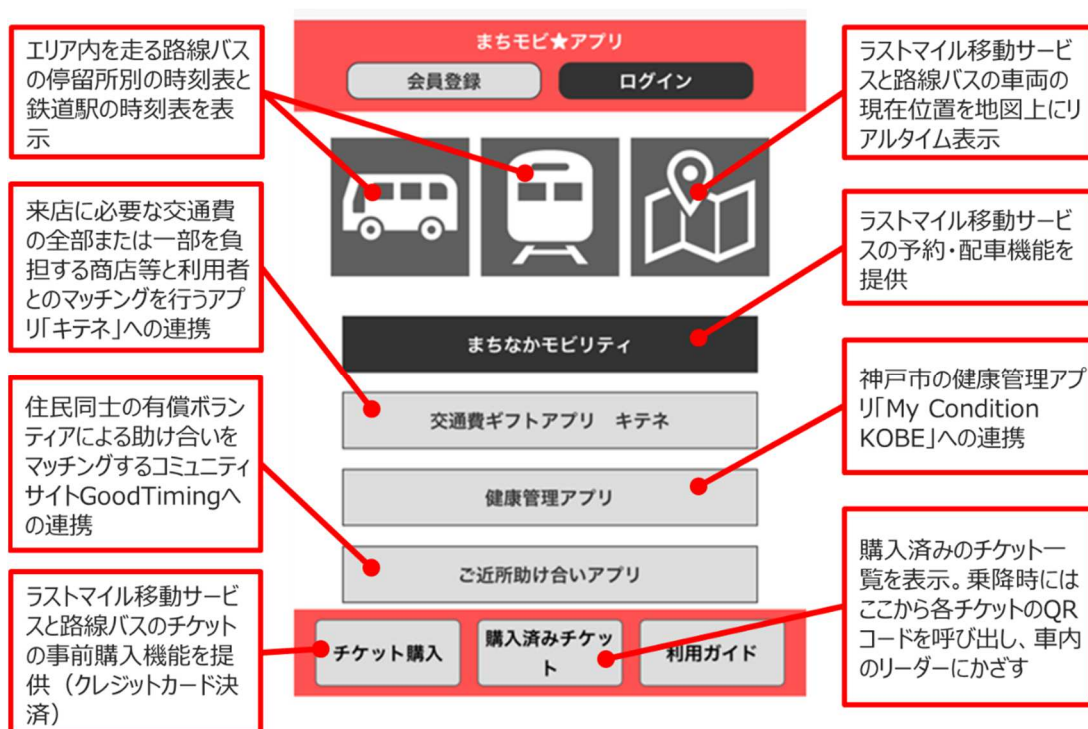 エリア内を走る路線バス
の停留所別の時刻表と
鉄道駅の時刻表を表
示
来店に必要な交通費
の全部または一部を負
担する商店等と利用者
とのマッチングを行うアプ
リ「キテネ」への連携
住民同士の有償ボラン
ティアによる助け合いを
マッチングするコミュニティ
サイトGoodTimingへ
の連携
ラストマイル移動サービ
スと路線バスのチケット
の事前購入機能を提
供（クレジットカード決
済）
まちモビ★アプリ
会員登録
ログイン
まちなかモビリティ
交通費ギフトアプリ　キテネ
健康管理アプリ
ご近所助け合いアプリ
チケット購入
購入済みチケッ
ト
利用ガイド
ラストマイル移動サービ
スと路線バスの車両の
現在位置を地図上にリ
アルタイム表示
ラストマイル移動サービ
スの予約・配車機能を
提供
神戸市の健康管理アプ
リ「My Condition
KOBE」への連携
購入済みのチケット一
覧を表示。乗降時には
ここから各チケットのQR
コードを呼び出し、車内
のリーダーにかざす